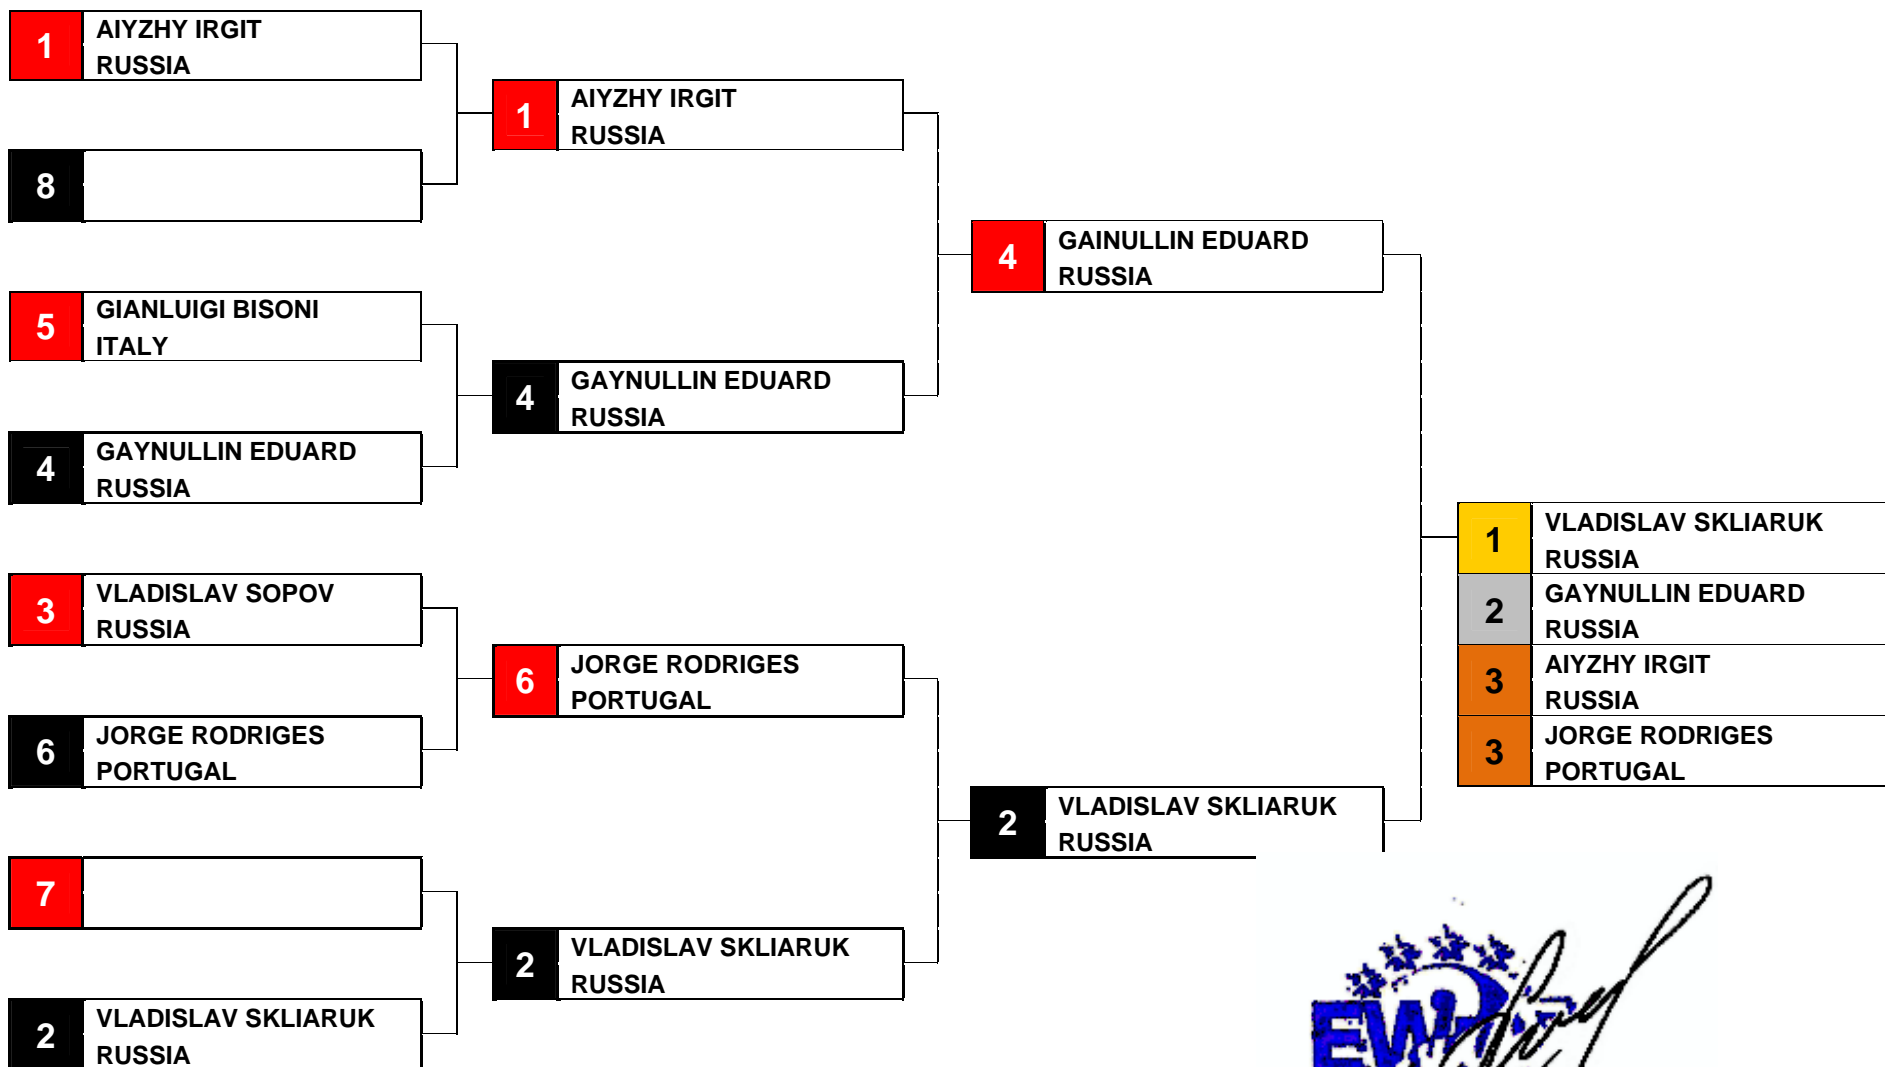 1
AIYZHY IRGIT
RUSSIA
8
5
GIANLUIGI BISONI
ITALY
4
GAYNULLIN EDUARD
RUSSIA
3
VLADISLAV SOPOV
RUSSIA
6
JORGE RODRIGES
PORTUGAL
7
2
VLADISLAV SKLIARUK
RUSSIA
1
AIYZHY IRGIT
RUSSIA
4
GAYNULLIN EDUARD
RUSSIA
6
JORGE RODRIGES
PORTUGAL
2
VLADISLAV SKLIARUK
RUSSIA
4
GAINULLIN EDUARD
RUSSIA
2
VLADISLAV SKLIARUK
RUSSIA
1
VLADISLAV SKLIARUK
RUSSIA
2
GAYNULLIN EDUARD
RUSSIA
3
AIYZHY IRGIT
RUSSIA
3
JORGE RODRIGES
PORTUGAL